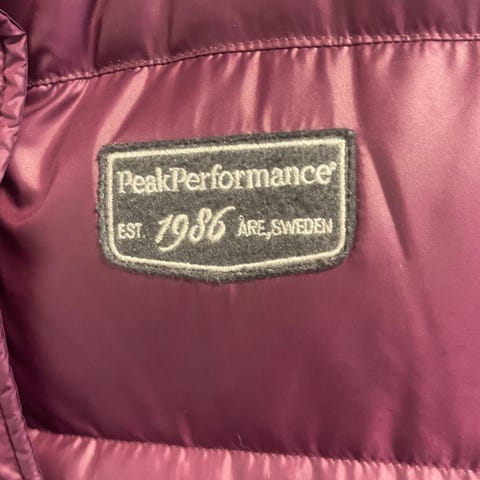 PeakPerformance®
EST. 1986 ÅRE, SWEDEN